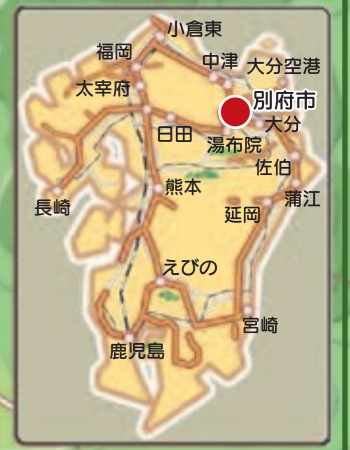 小倉東
福岡
中津
大分空港
太宰府
別府市
大分
日田
湯布院
佐伯
熊本
蒲江
長崎
延岡
えびの
宮崎
鹿児島